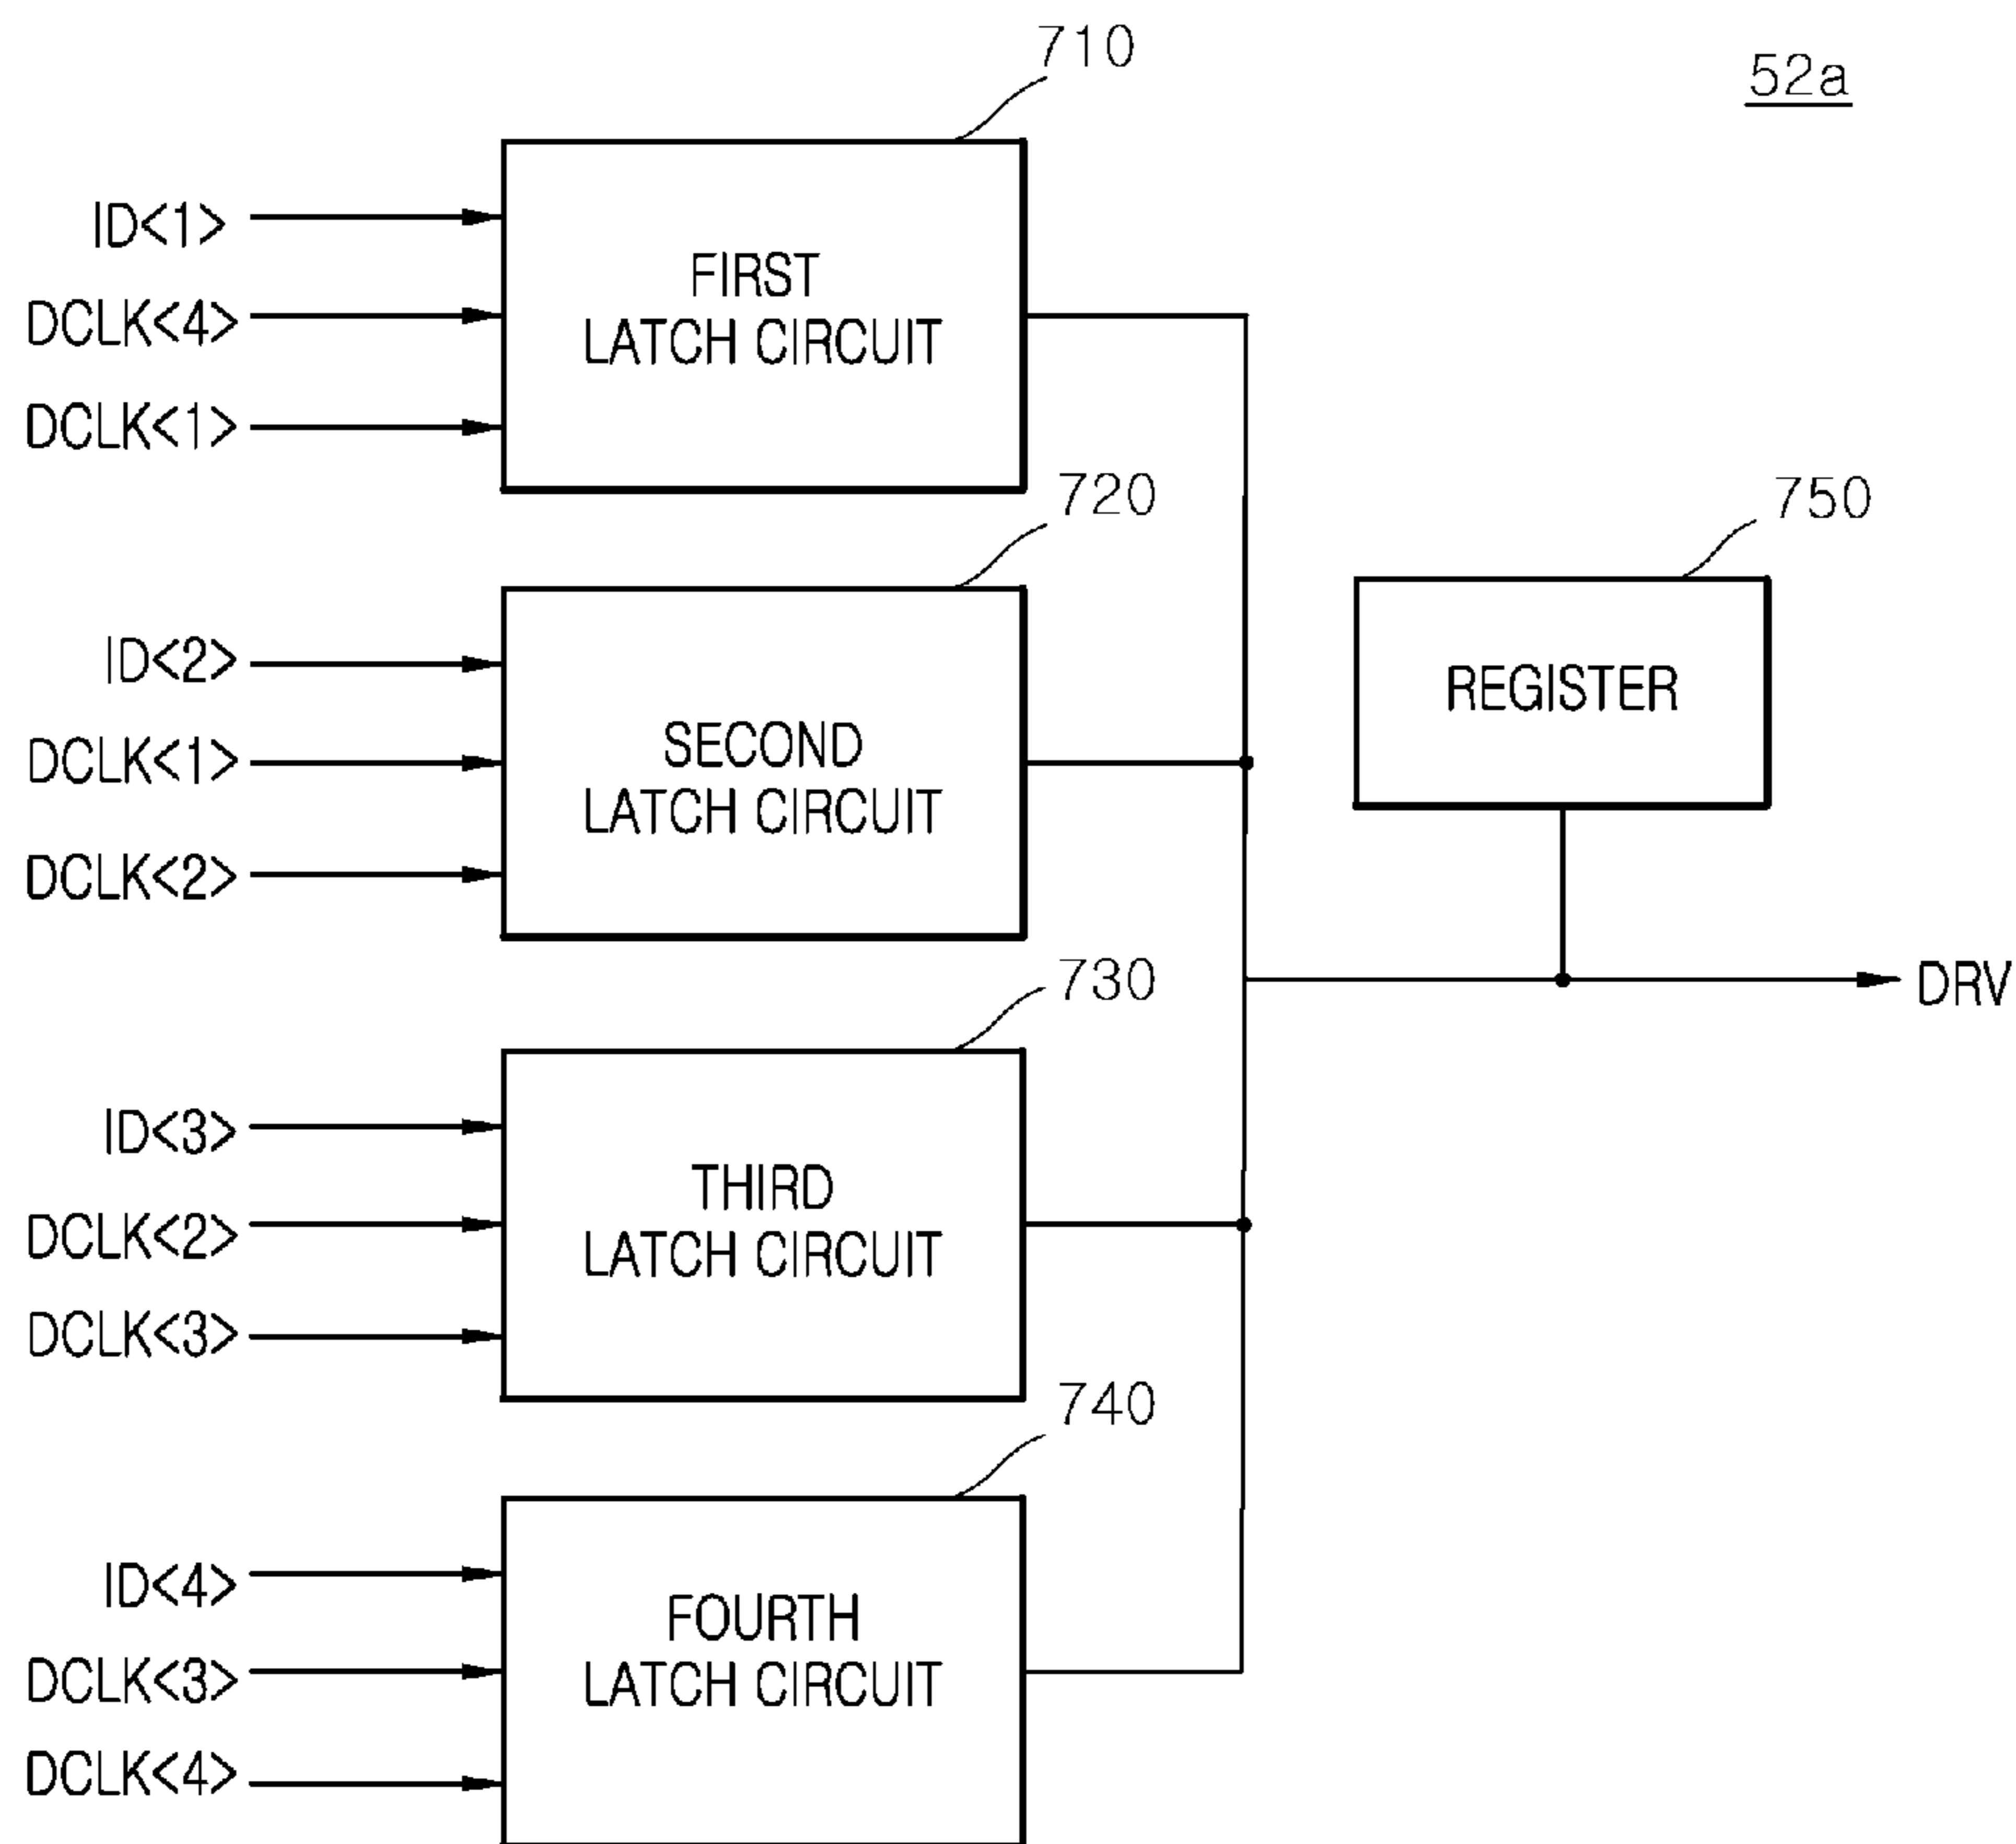 710
52a
ID<1>
DCLK<4>
DCLK<1>
FIRST
LATCH CIRCUIT
720
ID<2>
DCLK<1>
DCLK<2>
SECOND
LATCH CIRCUIT
750
REGISTER
730
DRV
ID<3>
DCLK<2>
DCLK<3>
THIRD
LATCH CIRCUIT
740
ID<4>
DCLK<3>
DCLK<4>
FOURTH
LATCH CIRCUIT